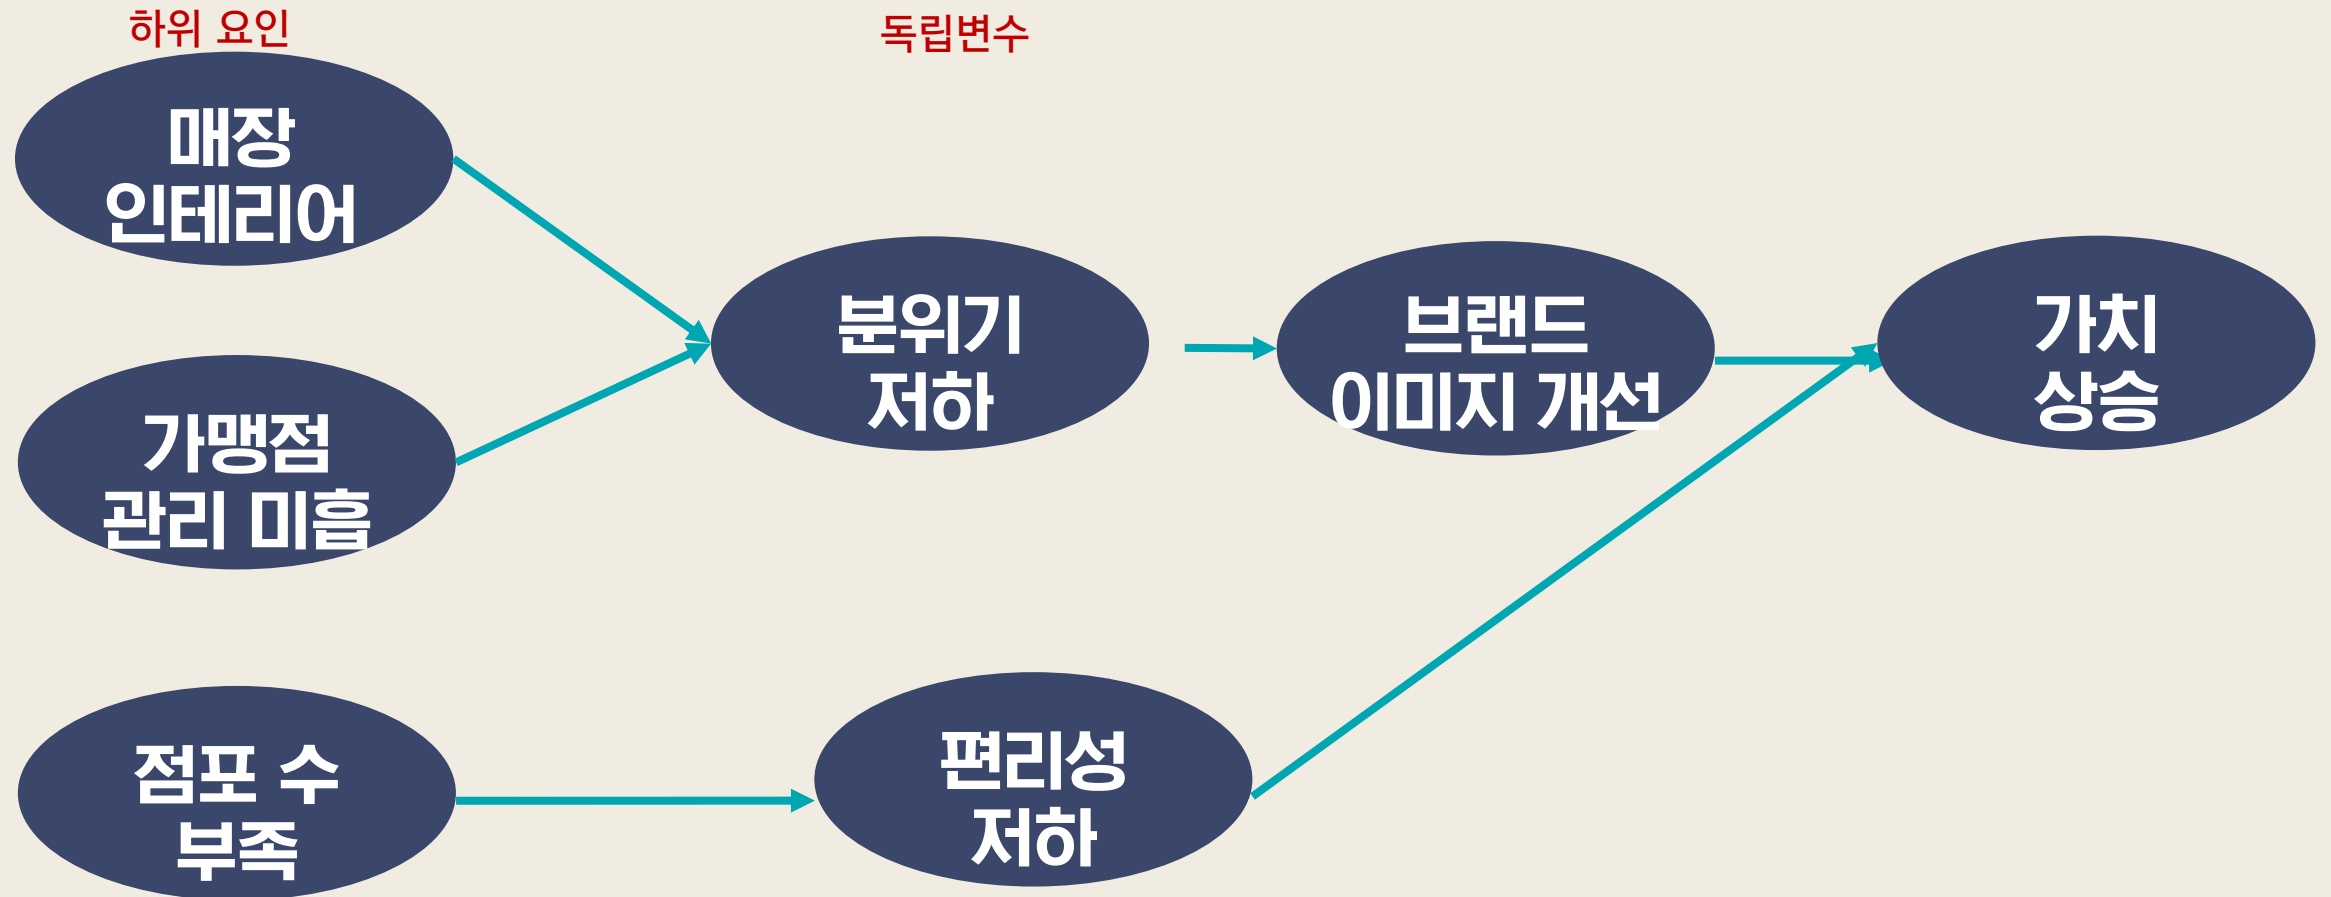 하위 요인
독립변수
매장
인테리어
가맹점
관리 미흡
점포 수
부족
분위기
저하
편리성
저하
브랜드
이미지 개선
가치
상승